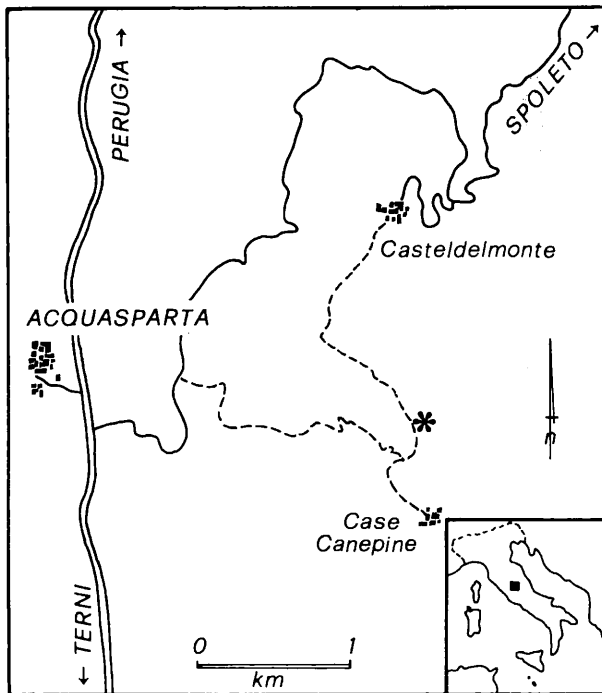 PERUGIA →
SPOLETO →
Casteldelmonte
ACQUASPARTA
n
Case
Canepine
← TERNI
0 1
km